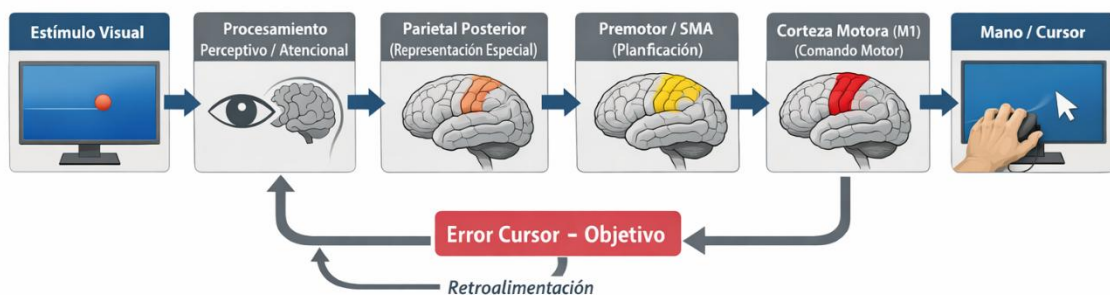 Estímulo Visual
Procesamiento
Perceptivo / Atencional
Parietal Posterior
(Representación Especial)
Premotor / SMA
(Planificación)
Corteza Motora (M1)
(Comando Motor)
Mano / Cursor
Error Cursor – Objetivo
Retroalimentación